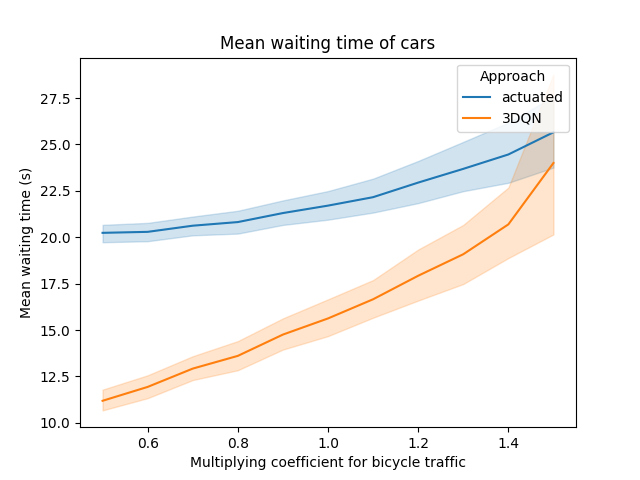 Mean waiting time of cars
Approach
actuated
3DQN
Mean waiting time (s)
27.5
25.0
22.5
20.0
17.5
15.0
12.5
10.0
0.6
0.8
1.0
1.2
1.4
Multiplying coefficient for bicycle traffic